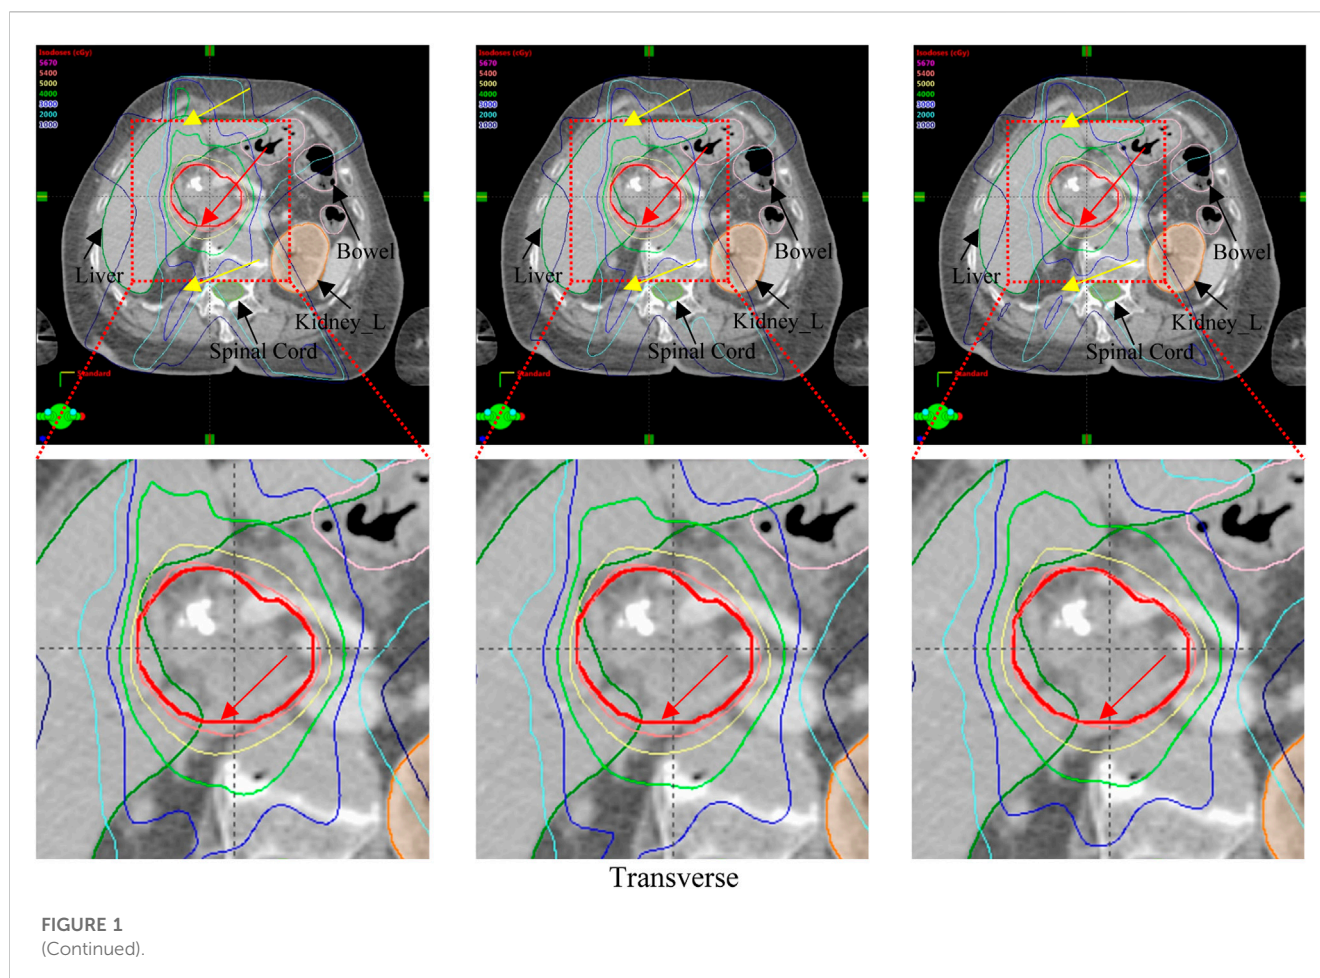 Isodoses (cGy)
5670
5400
5000
4000
3000
2000
1000
Liver
Bowel
Kidney_L
Spinal Cord
Standard
Isodoses (cGy)
5670
5400
5000
4000
3000
2000
1000
Liver
Bowel
Kidney_L
Spinal Cord
Standard
Isodoses (cGy)
5670
5400
5000
4000
3000
2000
1000
Liver
Bowel
Kidney_L
Spinal Cord
Standard
Transverse
FIGURE 1
(Continued).